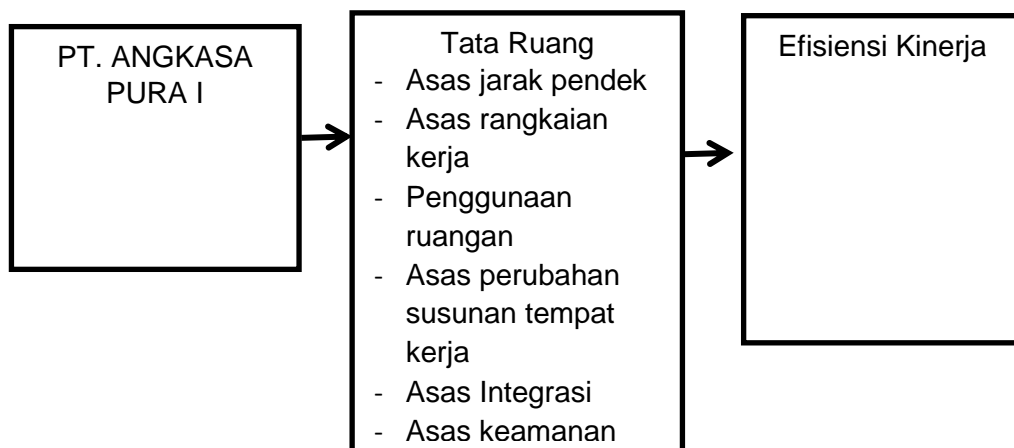 PT. ANGKASA
PURA I
Tata Ruang
- Asas jarak pendek
- Asas rangkaian
kerja
- Penggunaan
ruangan
- Asas perubahan
susunan tempat
kerja
- Asas Integrasi
- Asas keamanan
Efisiensi Kinerja